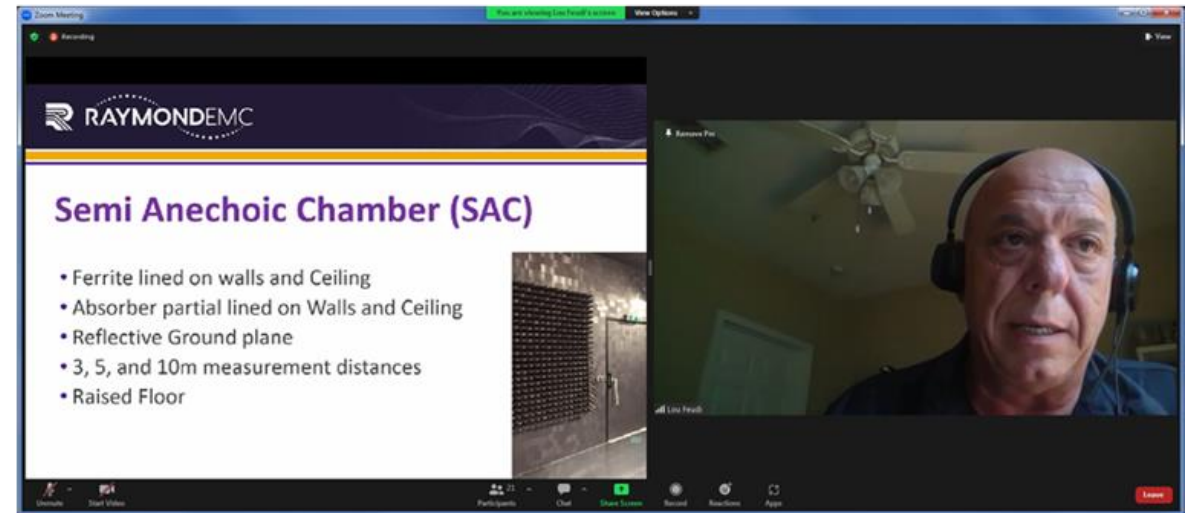 Zoom Meeting
You are viewing Lou Feudi's screen View Options
Recording
View
RAYMONDEMC
Semi Anechoic Chamber (SAC)
• Ferrite lined on walls and Ceiling
• Absorber partial lined on Walls and Ceiling
• Reflective Ground plane
• 3, 5, and 10m measurement distances
• Raised Floor
Remove Pin
Lou Feudi
Unmute Start Video Participants 21 Chat Share Screen Record Reactions Apps Leave